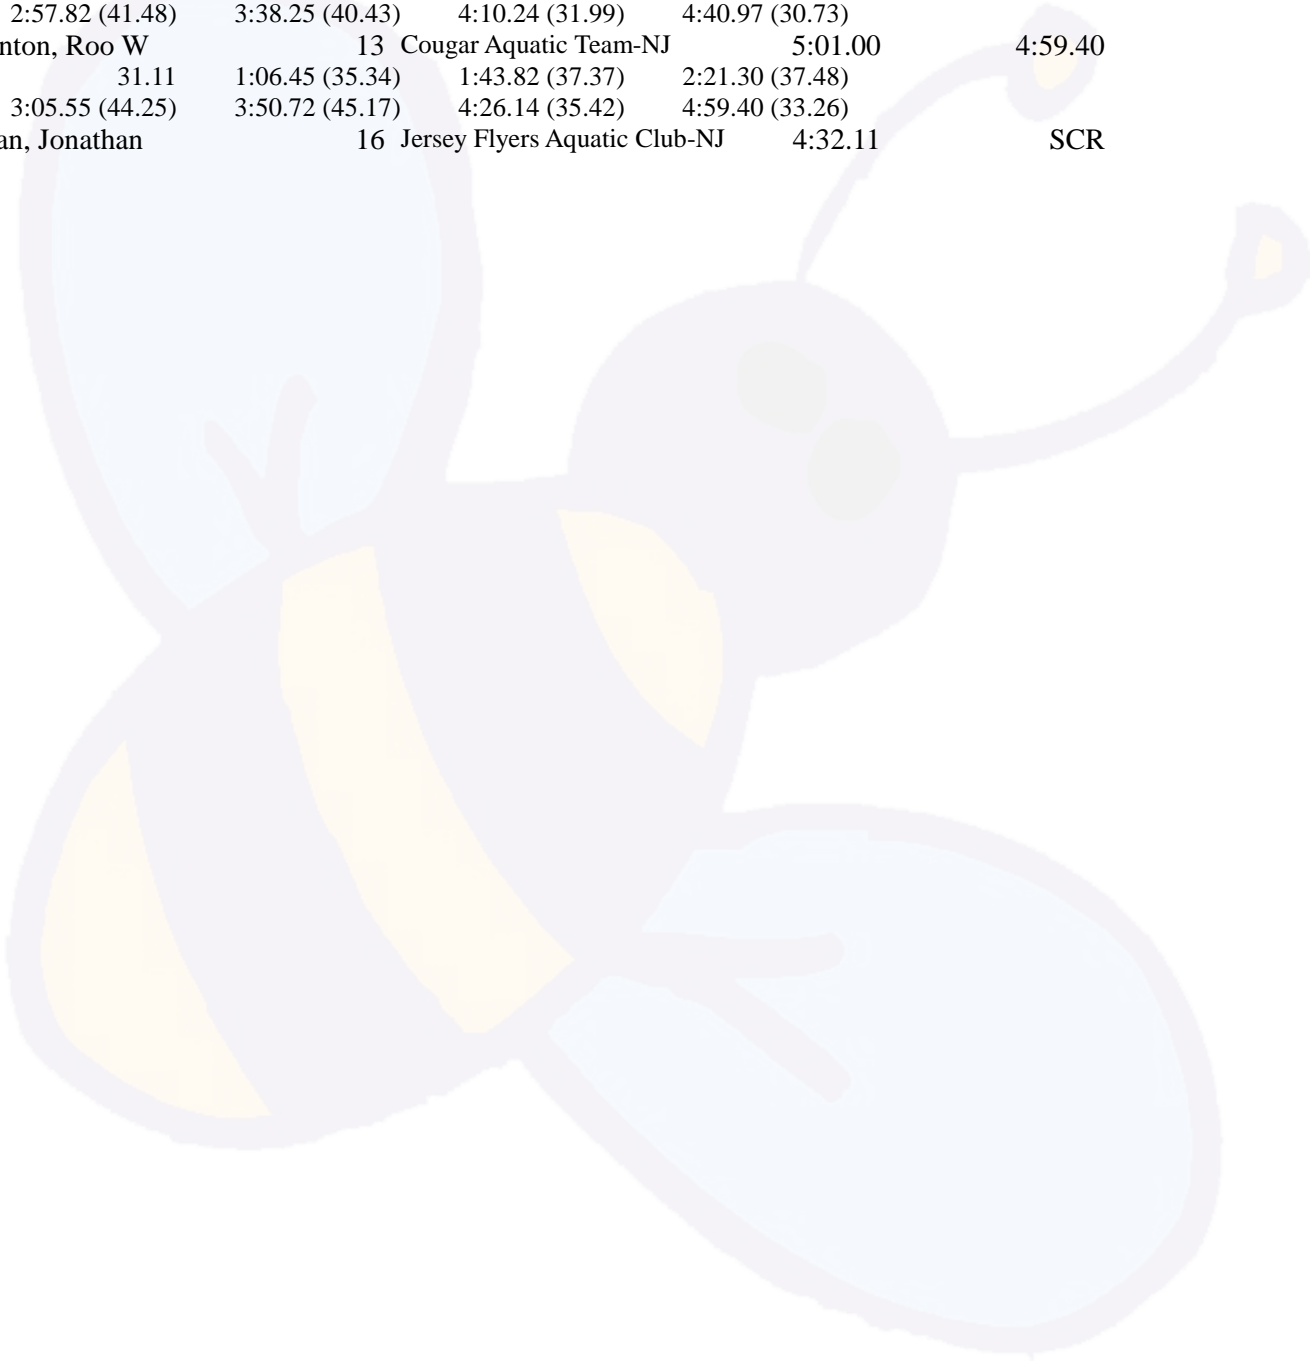 2:57.82 (41.48) 3:38.25 (40.43) 4:10.24 (31.99) 4:40.97 (30.73)
nton, Roo W 13 Cougar Aquatic Team-NJ 5:01.00 4:59.40
31.11 1:06.45 (35.34) 1:43.82 (37.37) 2:21.30 (37.48)
3:05.55 (44.25) 3:50.72 (45.17) 4:26.14 (35.42) 4:59.40 (33.26)
an, Jonathan 16 Jersey Flyers Aquatic Club-NJ 4:32.11 SCR